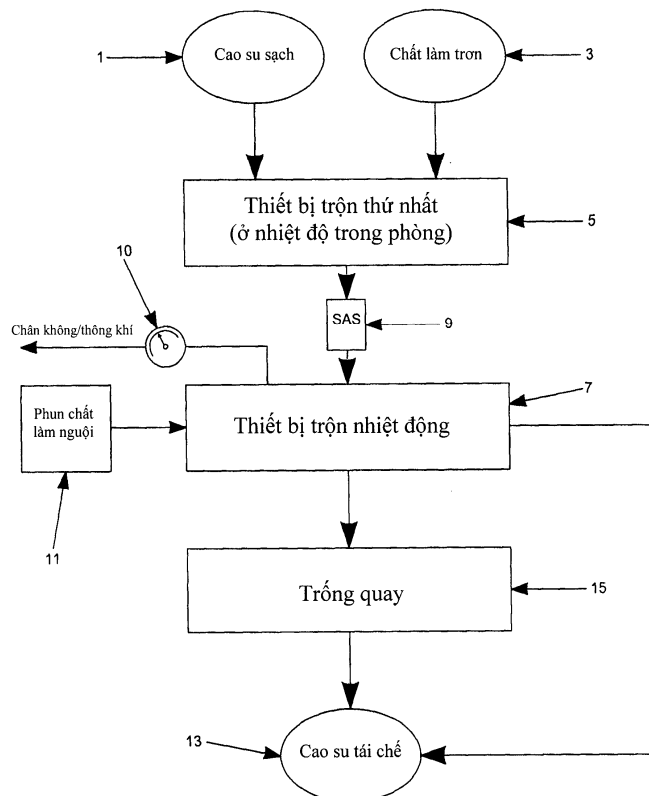 Cao su sạch
Chất làm trơn
1
3
Thiết bị trộn thứ nhất
(ở nhiệt độ trong phòng)
5
10
SAS
9
Chân không/thông khí
7
Phun chất
làm nguội
Thiết bị trộn nhiệt động
11
Trống quay
15
13
Cao su tái chế